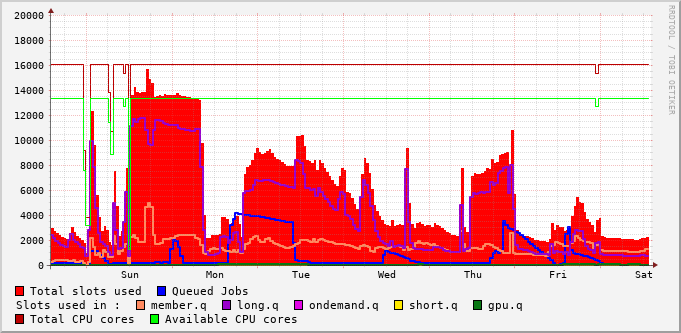 20000
18000
16000
14000
12000
10000
8000
6000
4000
2000
0
Sun Mon Tue Wed Thu Fri Sat
RRDTOOL / TOBI OETIKER
Total slots used Queued Jobs
Slots used in : member.q long.q ondemand.q short.q gpu.q
Total CPU cores Available CPU cores